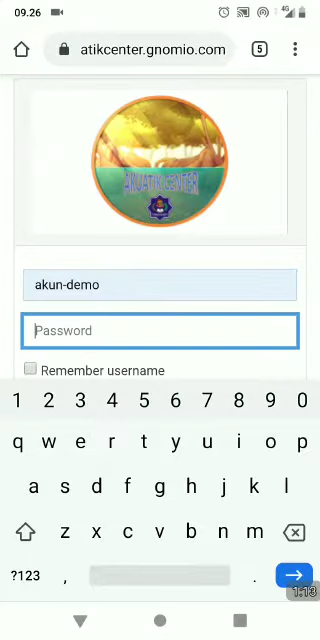 09.26
4G
atikcenter.gnomio.com
5
AKUATIK CENTER
akun-demo
Password
Remember username
1 2 3 4 5 6 7 8 9 0
q w e r t y u i o p
a s d f g h j k l
z x c v b n m
?123 , .
1:13